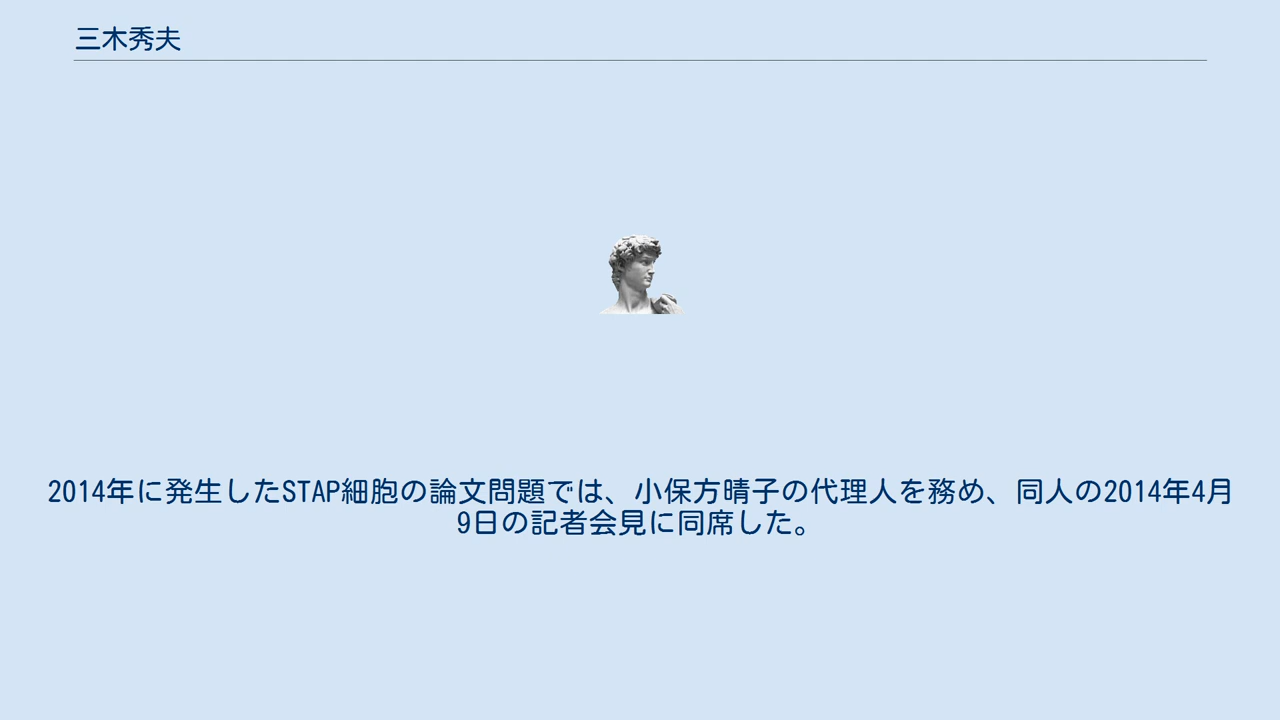 三木秀夫
2014年に発生したSTAP細胞の論文問題では、小保方晴子の代理人を務め、同人の2014年4月
9日の記者会見に同席した。